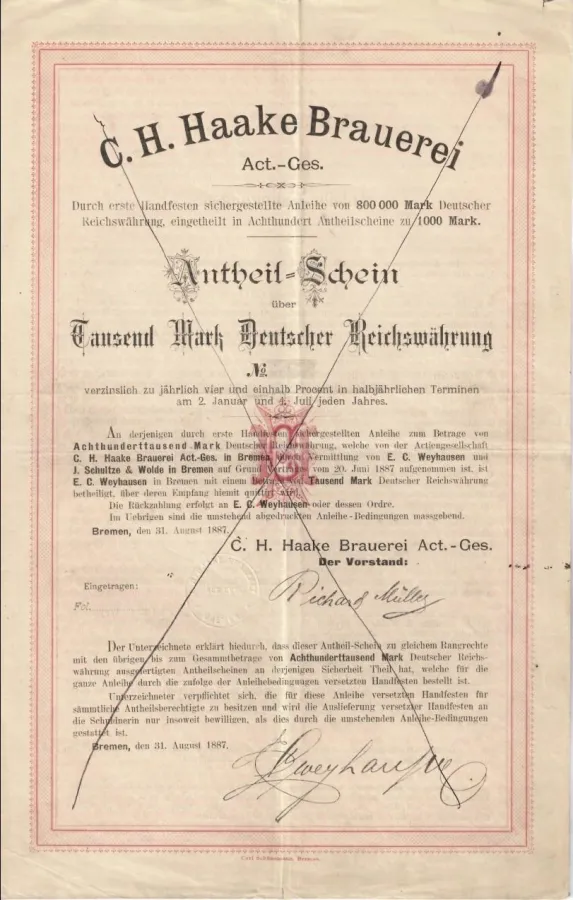 C. H. Haake Brauerei
Act.-Ges.
Durch erste Handfesten sichergestellte Anleihe von 800 000 Mark Deutscher
Reichswährung, eingetheilt in Achthundert Antheilscheine zu 1000 Mark.
Antheil=Schein
über
Tausend Mark Deutscher Reichswährung
No.
verzinslich zu jährlich vier und einhalb Procent in halbjährlichen Terminen
am 2. Januar und 1. Juli jeden Jahres.
An derjenigen durch erste Handfesten sichergestellten Anleihe zum Betrage von
Achthunderttausend Mark Deutscher Reichswährung, welche von der Actiengesellschaft
C. H. Haake Brauerei Act.-Ges. in Bremen durch Vermittlung von E. C. Weyhausen und
J. Schultze & Wolde in Bremen auf Grund Vertrages vom 20. Juni 1887 aufgenommen ist, ist
E. C. Weyhausen in Bremen mit einem Betrage von Tausend Mark Deutscher Reichswährung
betheiligt, über deren Empfang hiemit quittirt wird.
Die Rückzahlung erfolgt an E. C. Weyhausen oder dessen Ordre.
Im Uebrigen sind die umstehend abgedruckten Anleihe-Bedingungen massgebend.
Bremen, den 31. August 1887.
C. H. Haake Brauerei Act.-Ges.
Der Vorstand:
Eingetragen:
Richard Müller
Fol.
Der Unterzeichnete erklärt hiedurch, dass dieser Antheil-Schein zu gleichem Rangrechte
mit den übrigen bis zum Gesammtbetrage von Achthunderttausend Mark Deutscher Reichs-
währung ausgefertigten Antheilscheinen an derjenigen Sicherheit Theil hat, welche für die
ganze Anleihe durch die zufolge der Anleihebedingungen versetzten Handfesten bestellt ist.
Unterzeichneter verpflichtet sich, die für diese Anleihe versetzten Handfesten für
sämmtliche Antheilsberechtigte zu besitzen und wird die Auslieferung versetzter Handfesten an
die Schuldnerin nur insoweit bewilligen, als dies durch die umstehenden Anleihe-Bedingungen
gestattet ist.
Bremen, den 31. August 1887.
E C Weyhausen
Carl Schünemann, Bremen.